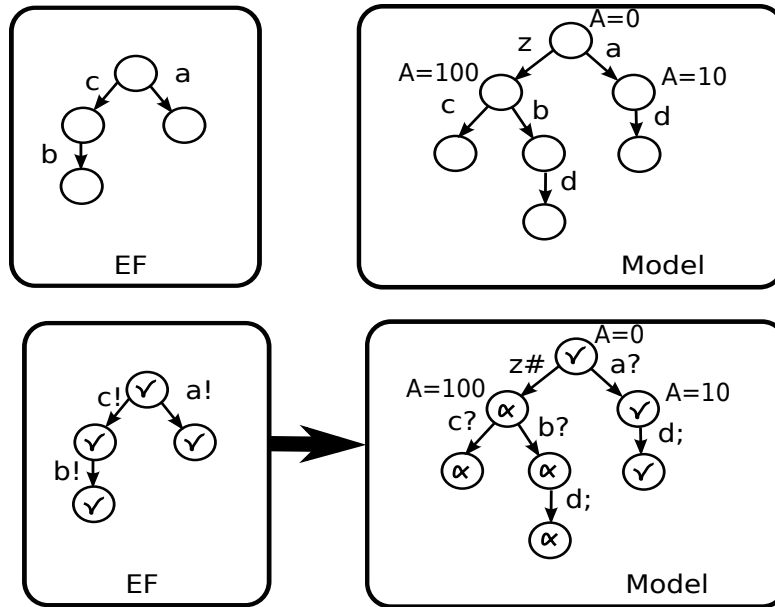 A=0
z
a
c
a
A=100
A=10
c
b
d
b
d
EF
Model
A=0
z#
a?
c!
a!
A=100
A=10
✓
✓
c?
b?
✓
✓
✓
d;
b!
α
α
✓
α
✓
d;
α
EF
Model